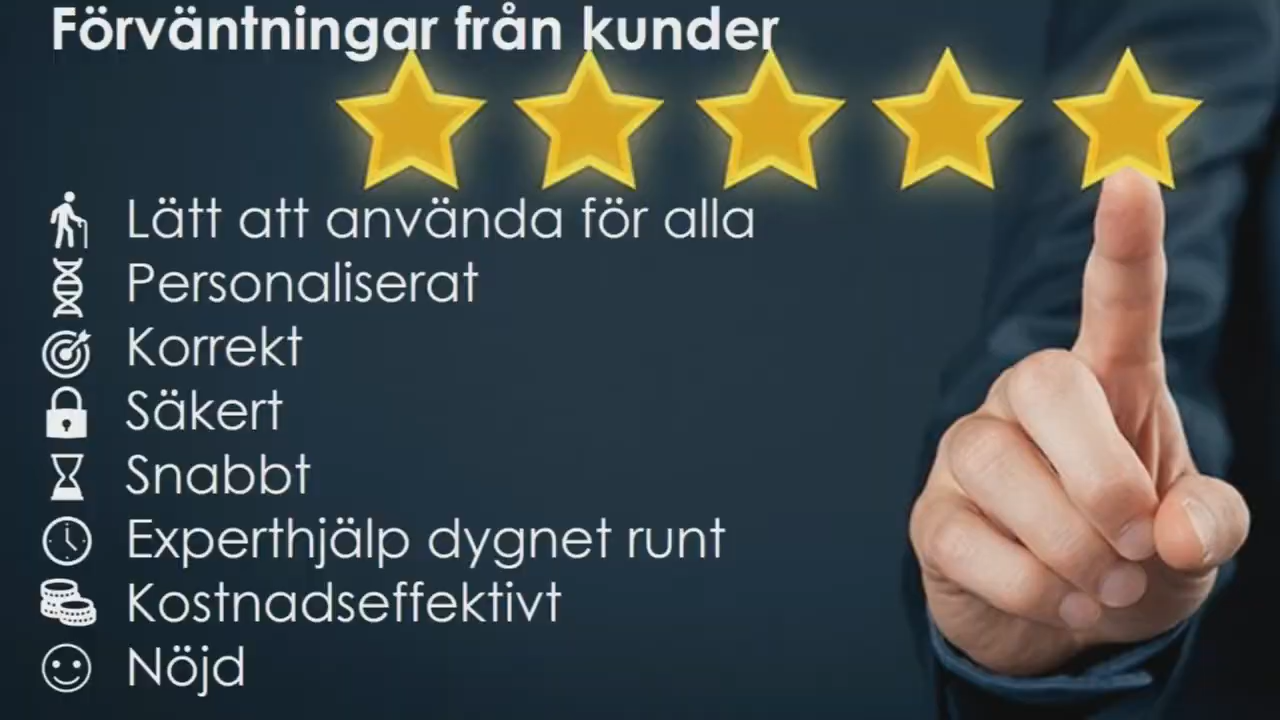 Förväntningar från kunder
Lätt att använda för alla
Personaliserat
Korrekt
Säkert
Snabbt
Experthjälp dygnet runt
Kostnadseffektivt
Nöjd